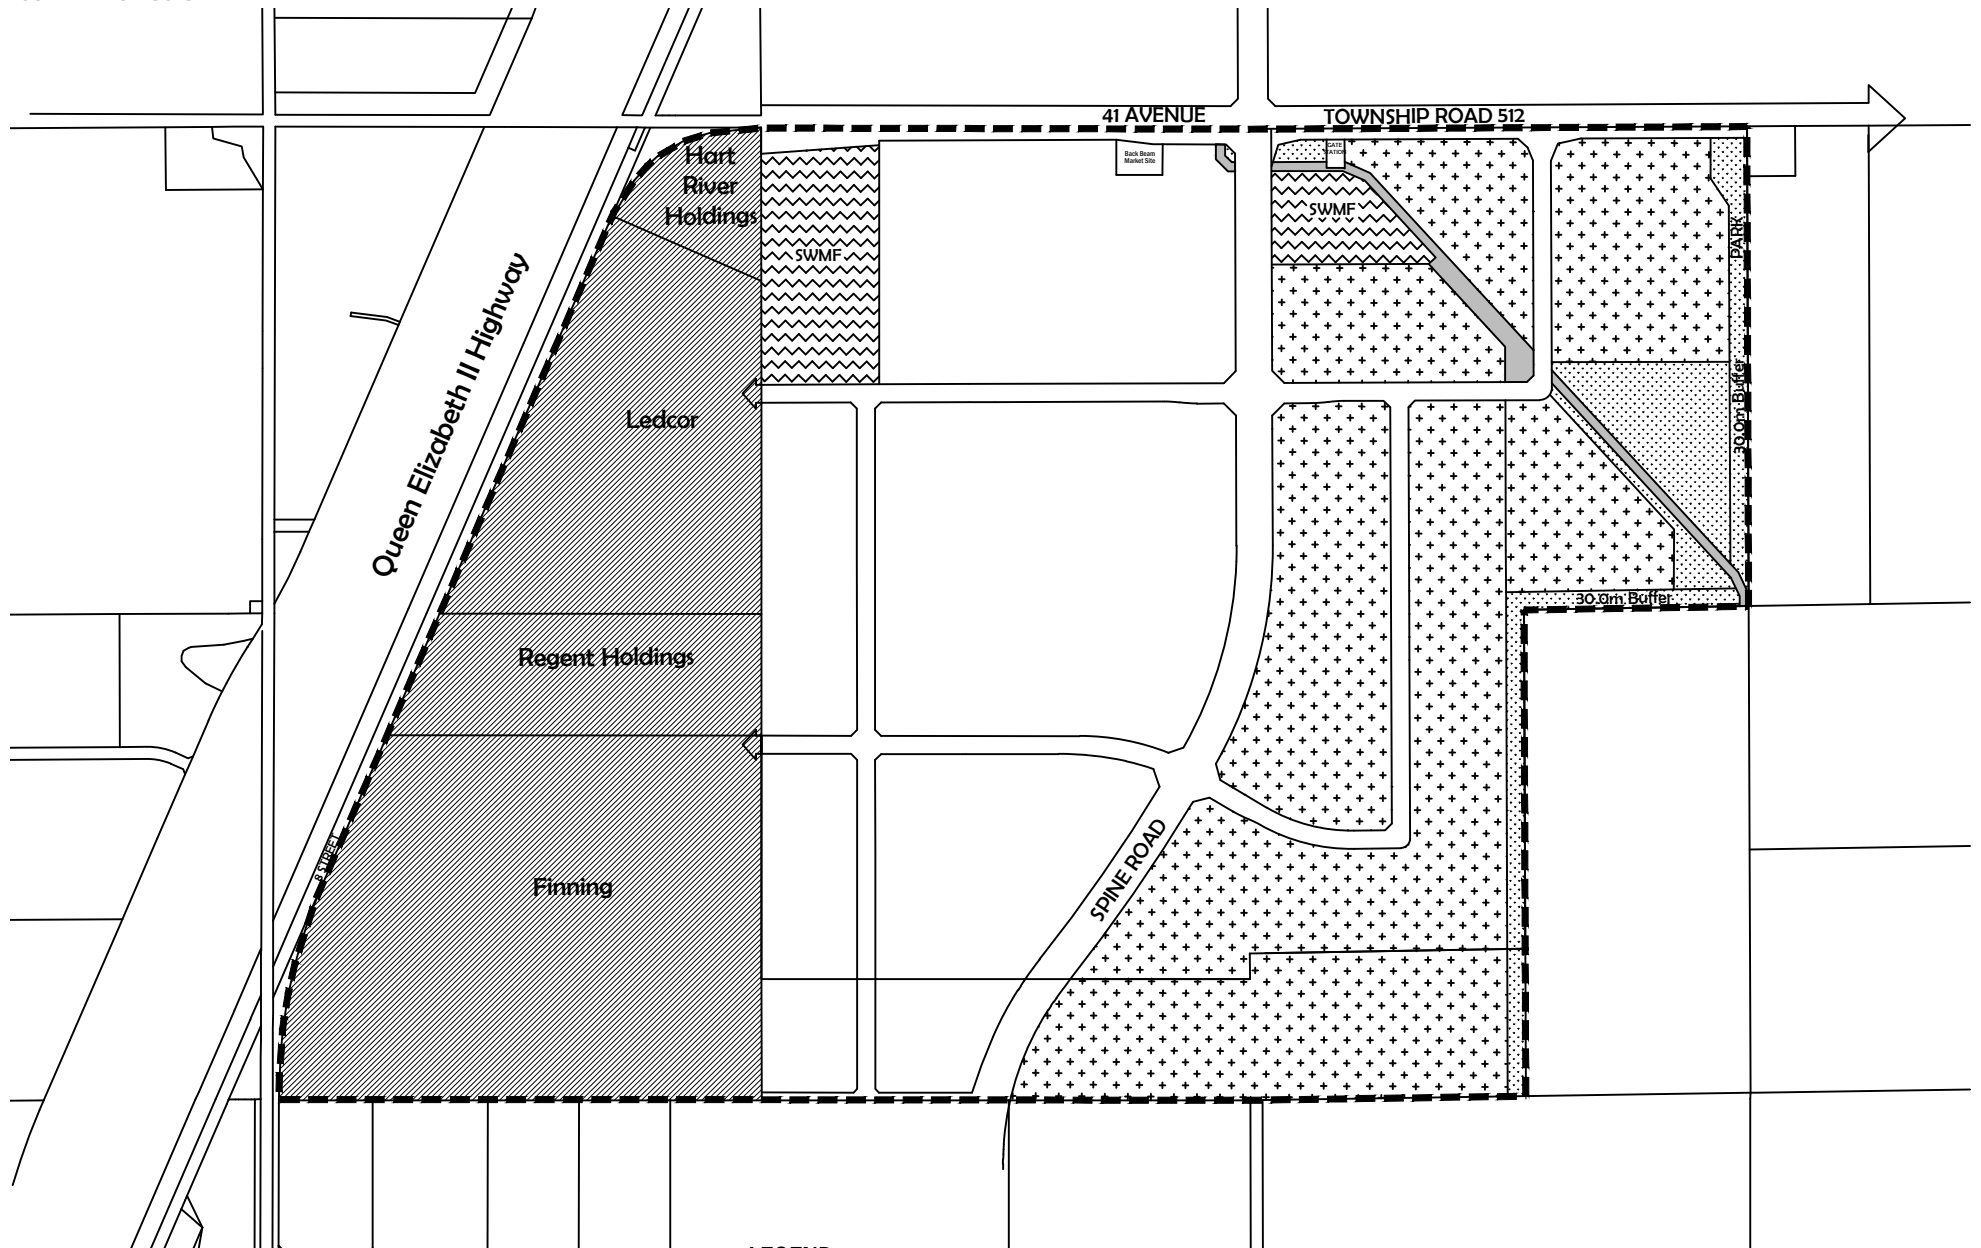 41 AVENUE
TOWNSHIP ROAD 512
Hart
River
Holdings
Back Beam
Market Site
GATE
STATION
SWMF
SWMF
PARK
Queen Elizabeth II Highway
Ledcor
30.0m Buffer
30.0m Buffer
Regent Holdings
8 STREET
SPINE ROAD
Finning